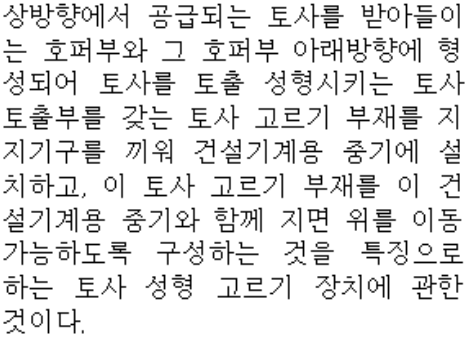 상방향에서 공급되는 토사를 받아들이
는 호퍼부와 그 호퍼부 아래방향에 형
성되어 토사를 토출 성형시키는 토사
토출부를 갖는 토사 고르기 부재를 지
지기구를 끼워 건설기계용 중기에 설
치하고, 이 토사 고르기 부재를 이 건
설기계용 중기와 함께 지면 위를 이동
가능하도록 구성하는 것을 특징으로
하는 토사 성형 고르기 장치에 관한
것이다.